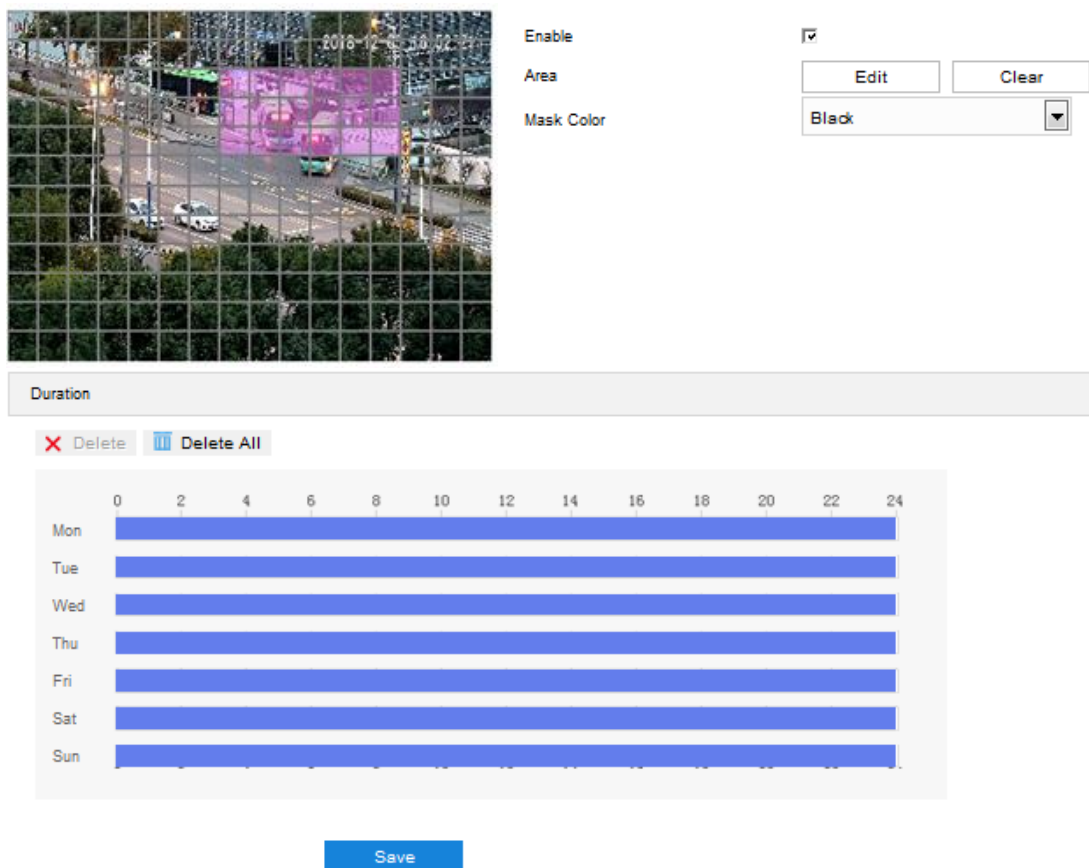 Enable
Area
Edit
Clear
Mask Color
Black
Duration
Delete
Delete All
0 2 4 6 8 10 12 14 16 18 20 22 24
Mon
Tue
Wed
Thu
Fri
Sat
Sun
Save